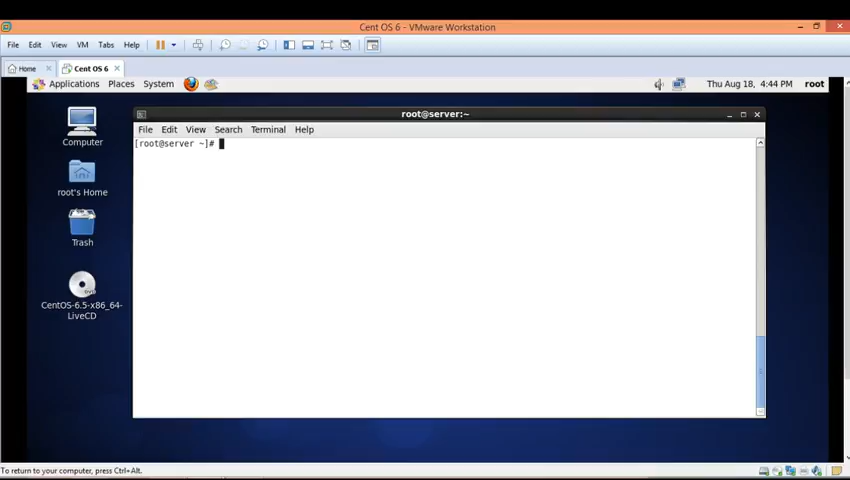 Cent OS 6 - VMware Workstation
File Edit View VM Tabs Help
Home Cent OS 6
Applications Places System Thu Aug 18, 4:44 PM root
root@server:~
File Edit View Search Terminal Help
[root@server ~]#
Computer
root's Home
Trash
CentOS-6.5-x86_64-
LiveCD
To return to your computer, press Ctrl+Alt.